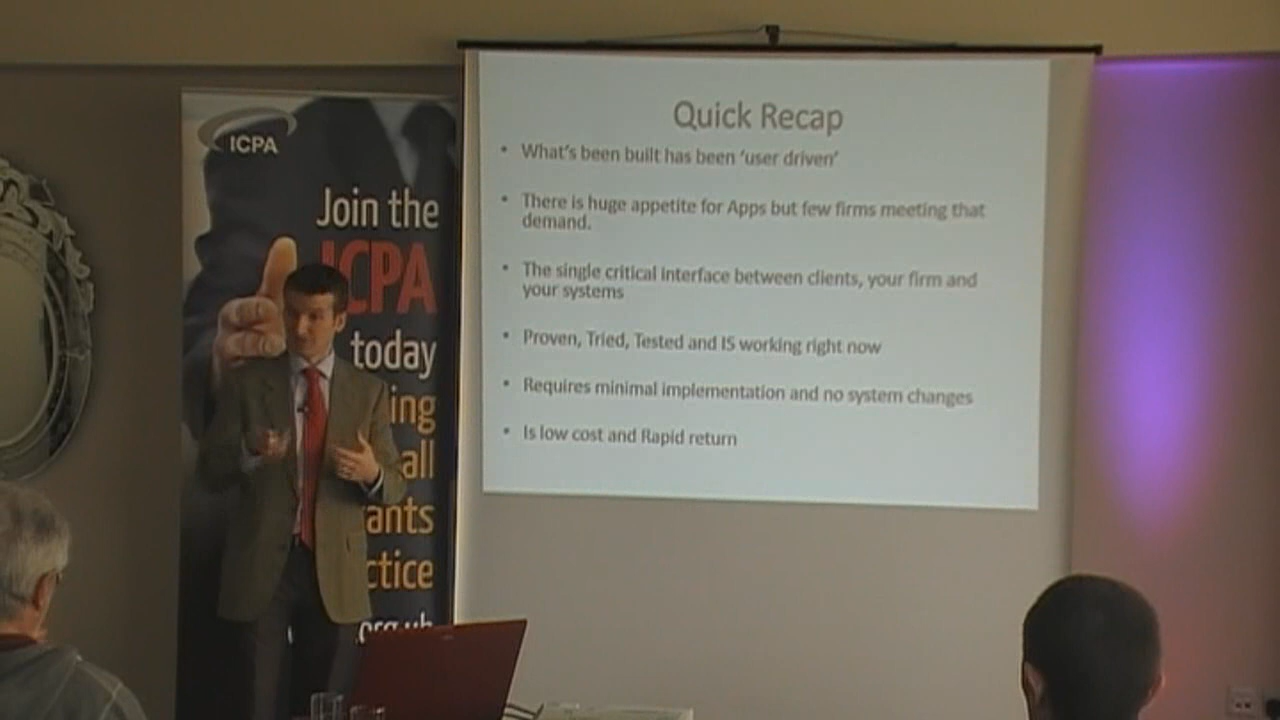 ICPA
Join the
ICPA
today
ing
all
ants
ctice
.org.uk
Quick Recap
• What's been built has been 'user driven'
• There is huge appetite for Apps but few firms meeting that
demand.
• The single critical interface between clients, your firm and
your systems
• Proven, Tried, Tested and IS working right now
• Requires minimal implementation and no system changes
• Is low cost and Rapid return